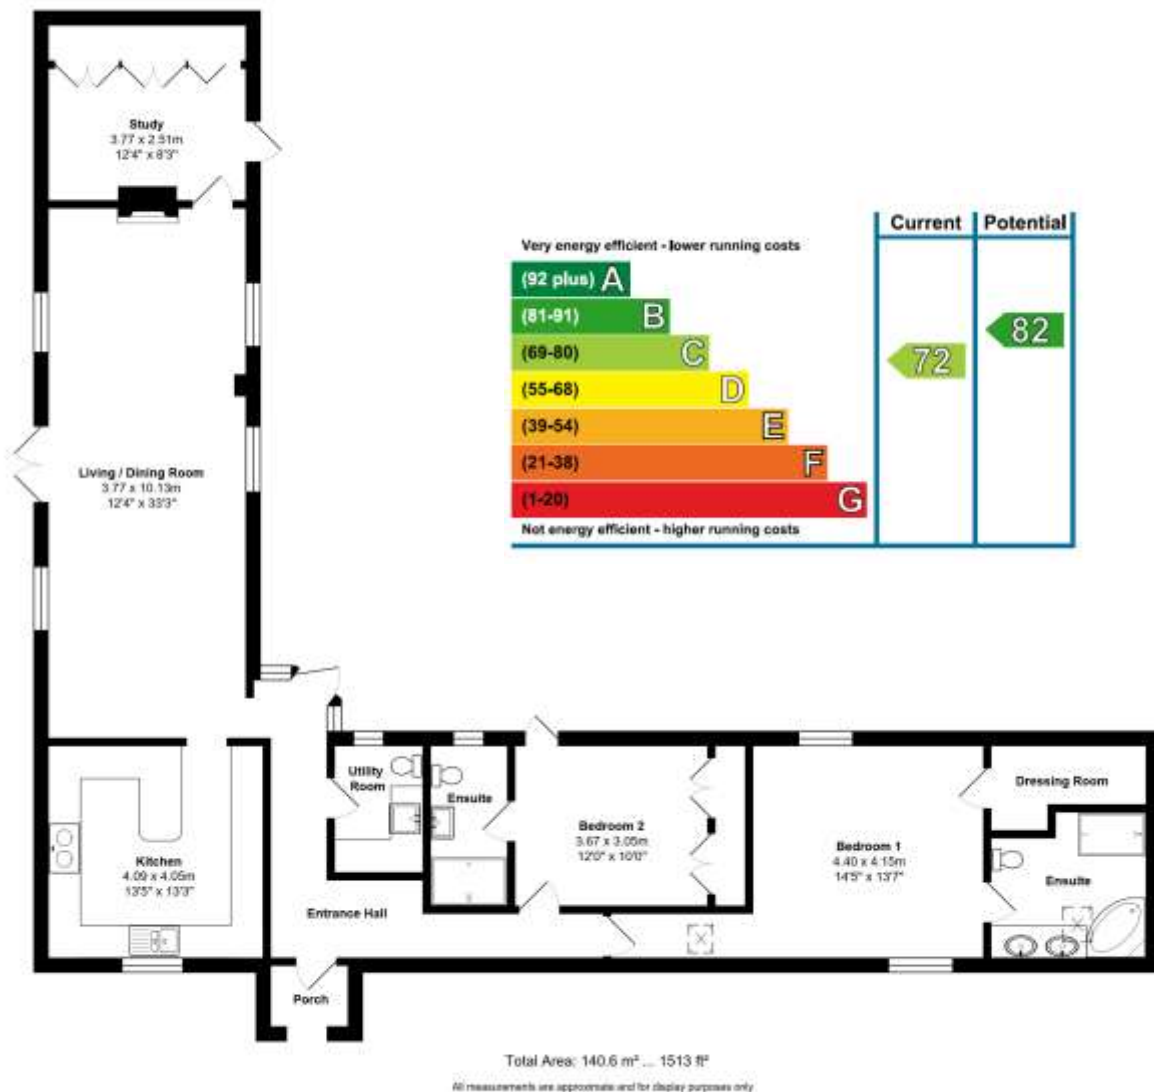 Study
3.77 x 2.51m
12'4" x 8'3"
Current
Potential
Very energy efficient - lower running costs
(92 plus) A
(81-91) B
82
(69-80) C
72
(55-68) D
(39-54) E
(21-38) F
(1-20) G
Not energy efficient - higher running costs
Living / Dining Room
3.77 x 10.13m
12'4" x 33'3"
Utility
Room
Ensuite
Dressing Room
Bedroom 2
3.67 x 3.05m
12'0" x 10'0"
Bedroom 1
4.40 x 4.15m
14'5" x 13'7"
Kitchen
4.09 x 4.05m
13'5" x 13'3"
Ensuite
Entrance Hall
Porch
Total Area: 140.6 m² ... 1513 ft²
All measurements are approximate and for display purposes only